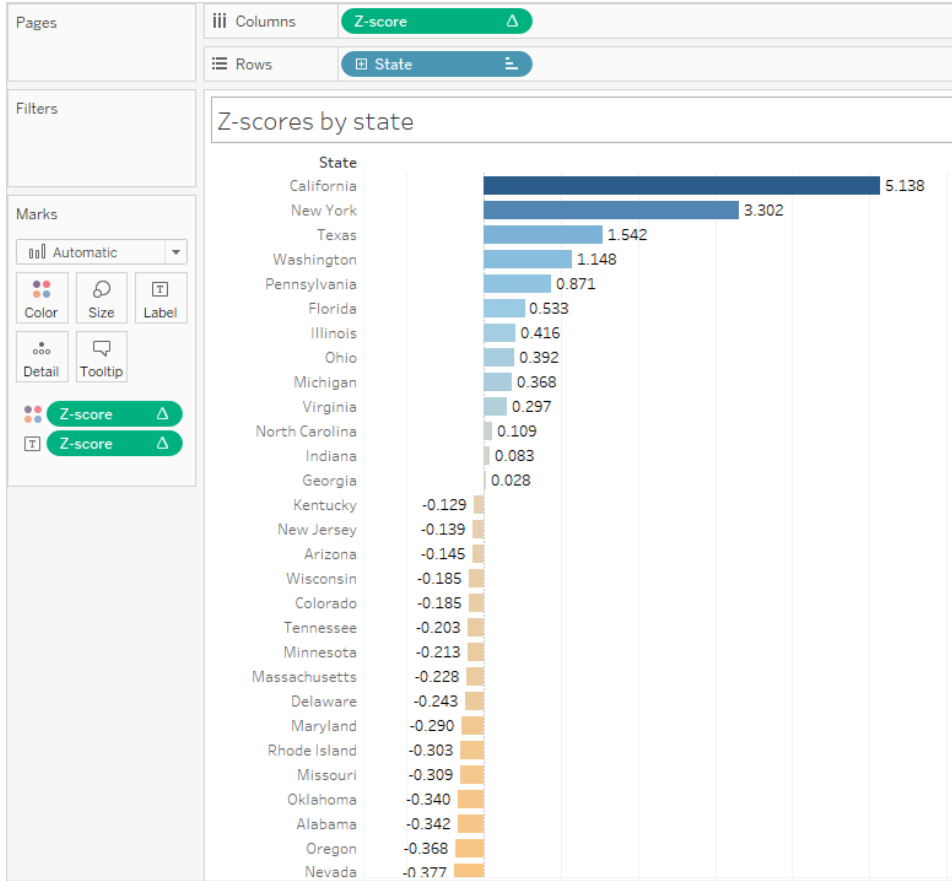 Pages
Columns
Z-score Δ
Rows
State
Filters
Z-scores by state
Marks
Automatic
Color
Size
Label
Detail
Tooltip
Z-score Δ
T Z-score Δ
State
California 5.138
New York 3.302
Texas 1.542
Washington 1.148
Pennsylvania 0.871
Florida 0.533
Illinois 0.416
Ohio 0.392
Michigan 0.368
Virginia 0.297
North Carolina 0.109
Indiana 0.083
Georgia 0.028
Kentucky -0.129
New Jersey -0.139
Arizona -0.145
Wisconsin -0.185
Colorado -0.185
Tennessee -0.203
Minnesota -0.213
Massachusetts -0.228
Delaware -0.243
Maryland -0.290
Rhode Island -0.303
Missouri -0.309
Oklahoma -0.340
Alabama -0.342
Oregon -0.368
Nevada -0.377